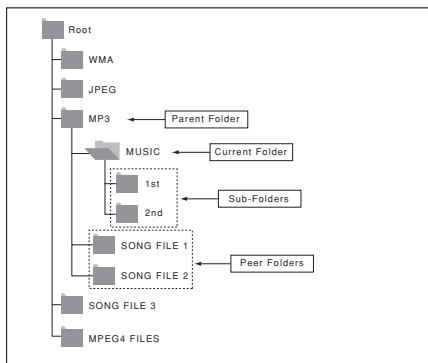 Root
WMA
JPEG
MP3
Parent Folder
MUSIC
Current Folder
1st
Sub-Folders
2nd
SONG FILE 1
Peer Folders
SONG FILE 2
SONG FILE 3
MPEG4 FILES